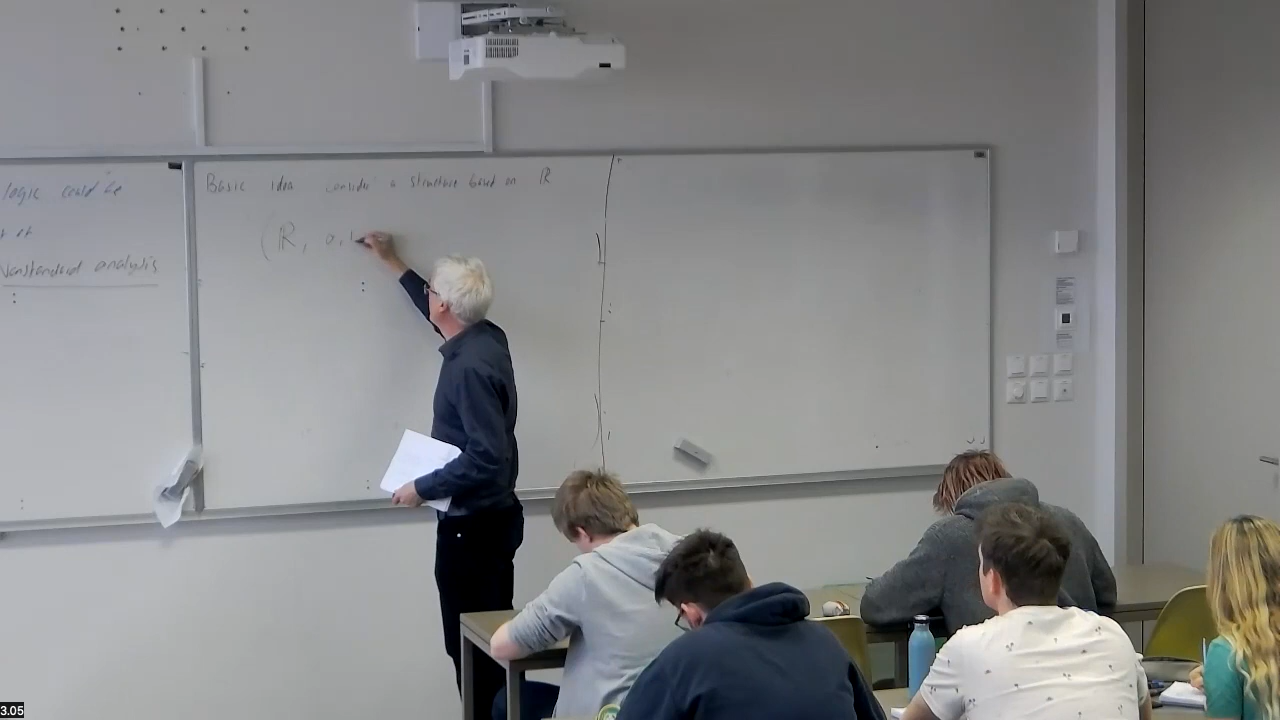 logic could be
Nonstandard analysis
Basic idea consider a structure based on ℝ
(ℝ, 0, 1
3.05